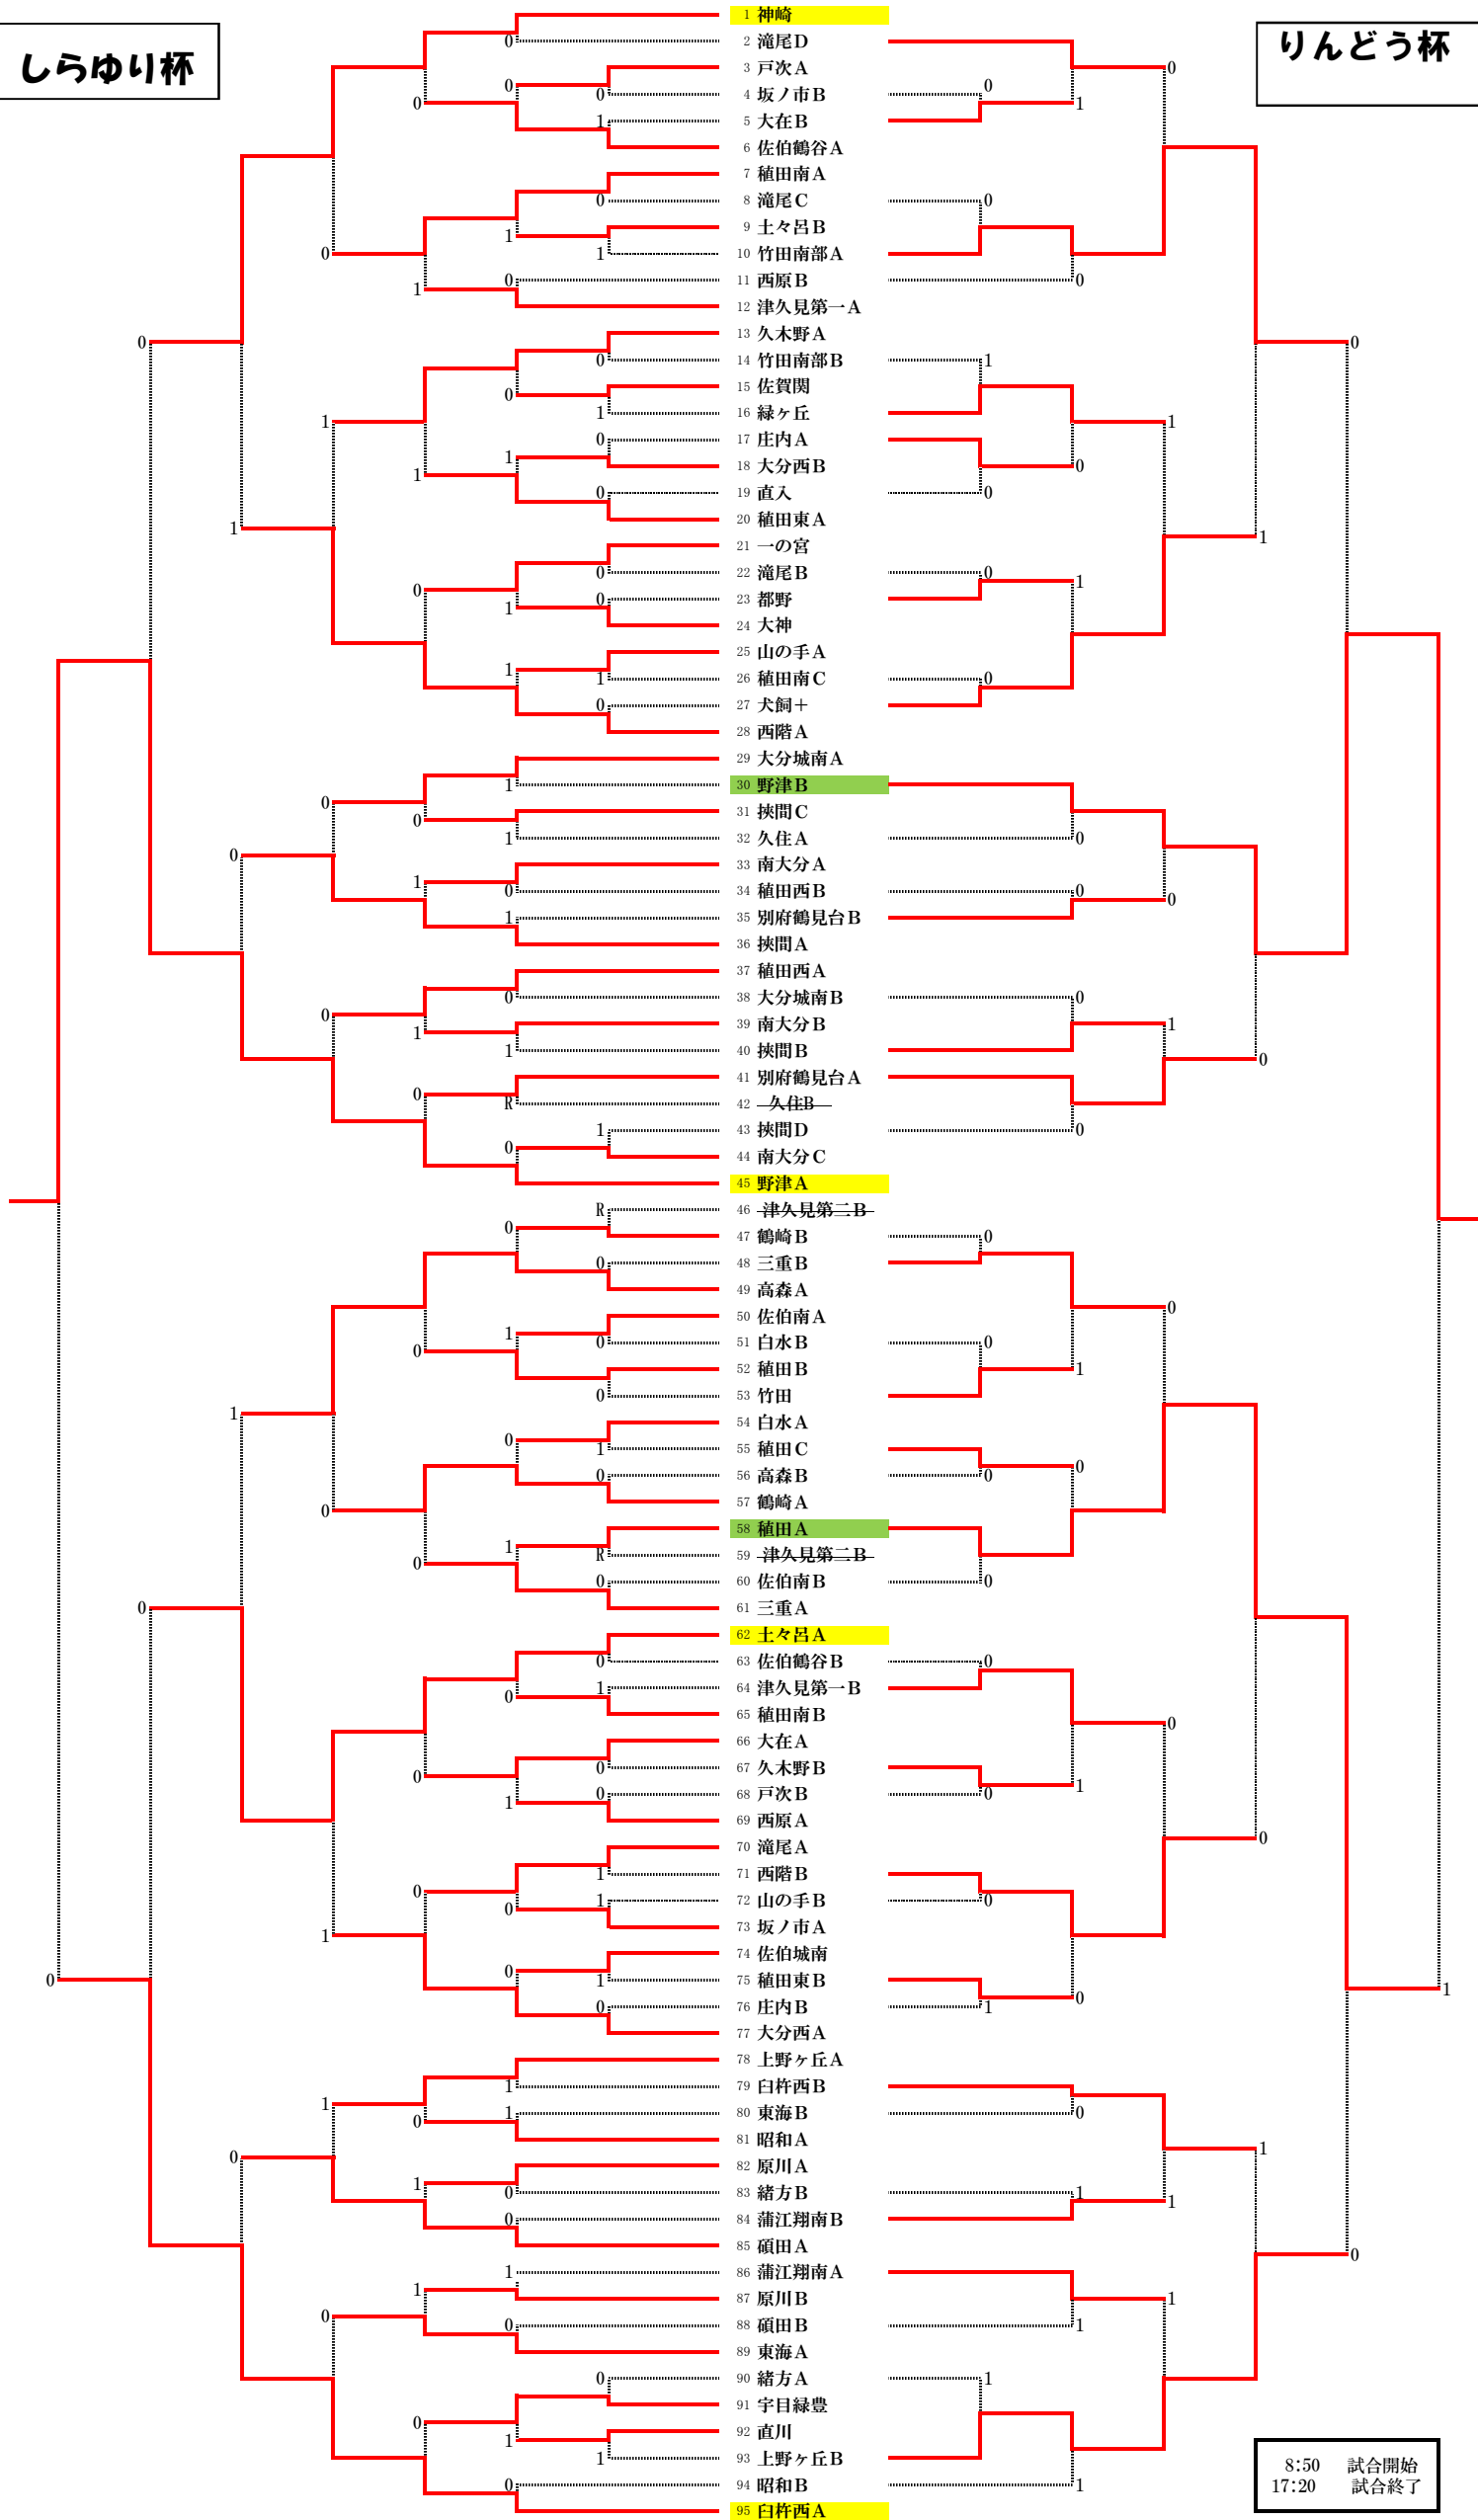 しらゆり杯
りんどう杯
1 神崎
2 滝尾D
3 戸次A
4 坂ノ市B
5 大在B
6 佐伯鶴谷A
7 稙田南A
8 滝尾C
9 土々呂B
10 竹田南部A
11 西原B
12 津久見第一A
13 久木野A
14 竹田南部B
15 佐賀関
16 緑ヶ丘
17 庄内A
18 大分西B
19 直入
20 稙田東A
21 一の宮
22 滝尾B
23 都野
24 大神
25 山の手A
26 稙田南C
27 犬飼＋
28 西階A
29 大分城南A
30 野津B
31 挾間C
32 久住A
33 南大分A
34 稙田西B
35 別府鶴見台B
36 挾間A
37 稙田西A
38 大分城南B
39 南大分B
40 挾間B
41 別府鶴見台A
42 久住B
43 挾間D
44 南大分C
45 野津A
46 津久見第二B
47 鶴崎B
48 三重B
49 高森A
50 佐伯南A
51 白水B
52 稙田B
53 竹田
54 白水A
55 稙田C
56 高森B
57 鶴崎A
58 稙田A
59 津久見第二B
60 佐伯南B
61 三重A
62 土々呂A
63 佐伯鶴谷B
64 津久見第一B
65 稙田南B
66 大在A
67 久木野B
68 戸次B
69 西原A
70 滝尾A
71 西階B
72 山の手B
73 坂ノ市A
74 佐伯城南
75 稙田東B
76 庄内B
77 大分西A
78 上野ヶ丘A
79 臼杵西B
80 東海B
81 昭和A
82 原川A
83 緒方B
84 蒲江翔南B
85 碩田A
86 蒲江翔南A
87 原川B
88 碩田B
89 東海A
90 緒方A
91 宇目緑豊
92 直川
93 上野ヶ丘B
94 昭和B
95 臼杵西A
8:50 試合開始
17:20 試合終了